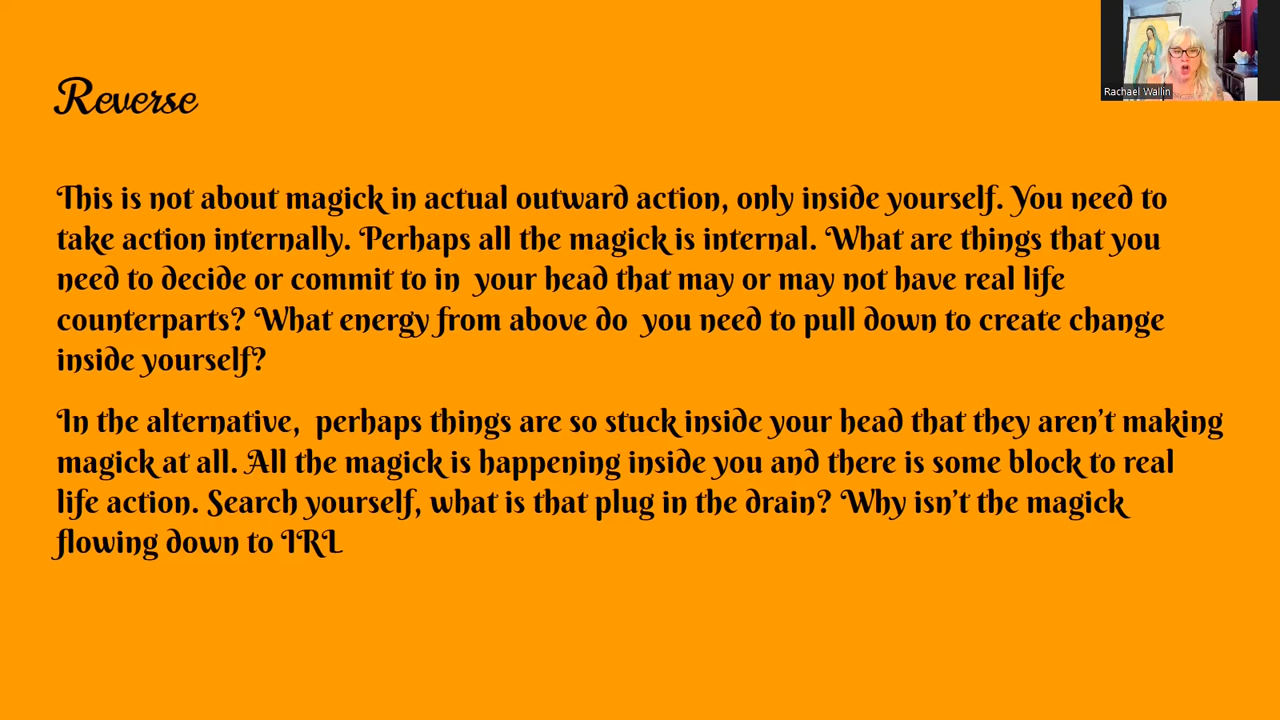 Reverse
Rachael Wallin
This is not about magick in actual outward action, only inside yourself. You need to
take action internally. Perhaps all the magick is internal. What are things that you
need to decide or commit to in  your head that may or may not have real life
counterparts? What energy from above do  you need to pull down to create change
inside yourself?
In the alternative,  perhaps things are so stuck inside your head that they aren't making
magick at all. All the magick is happening inside you and there is some block to real
life action. Search yourself, what is that plug in the drain? Why isn't the magick
flowing down to IRL